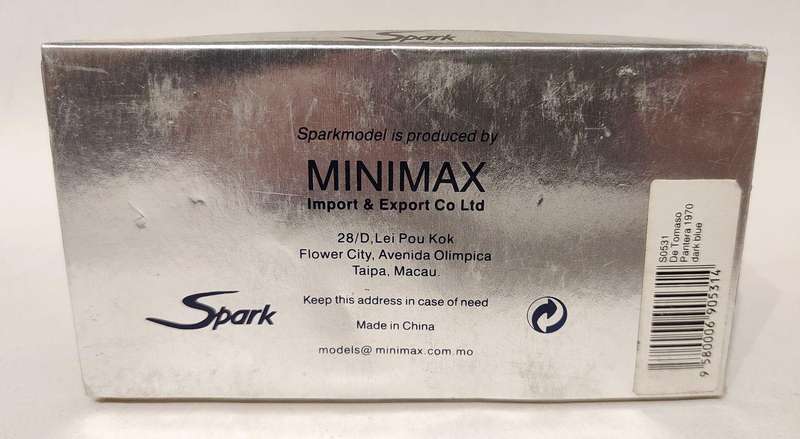 Spark
Sparkmodel is produced by
MINIMAX
Import & Export Co Ltd
28/D, Lei Pou Kok
Flower City, Avenida Olimpica
Taipa, Macau
Keep this address in case of need
Spark
Made in China
models@minimax.com.mo
S0531
De Tomaso
Pantera 1970
dark blue
9 580006 905314